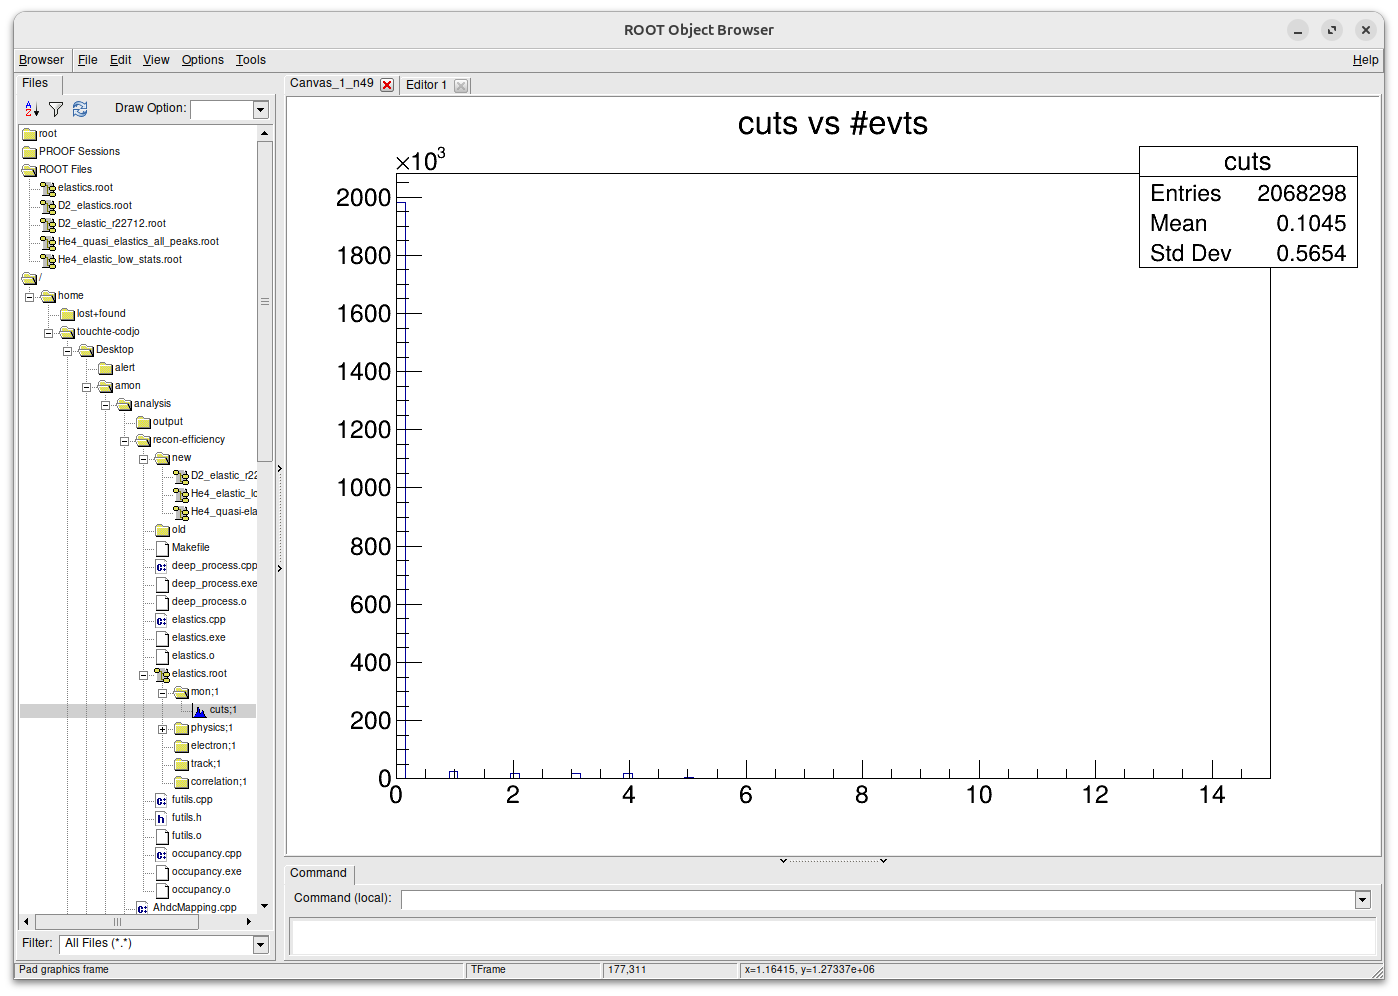 ROOT Object Browser
Browser File Edit View Options Tools Help
Files
Draw Option:
root
PROOF Sessions
ROOT Files
elastics.root
D2_elastics.root
D2_elastic_r22712.root
He4_quasi_elastics_all_peaks.root
He4_elastic_low_stats.root
/
home
lost+found
touchte-codjo
Desktop
alert
amon
analysis
output
recon-efficiency
new
D2_elastic_r22
He4_elastic_lo
He4_quasi-ela
old
Makefile
deep_process.cpp
deep_process.exe
deep_process.o
elastics.cpp
elastics.exe
elastics.o
elastics.root
mon;1
cuts;1
physics;1
electron;1
track;1
correlation;1
futils.cpp
futils.h
futils.o
occupancy.cpp
occupancy.exe
occupancy.o
AhdcMapping.cpp
Filter: All Files (*.*)
Canvas_1_n49 Editor 1
cuts vs #evts
×10³
2000
1800
1600
1400
1200
1000
800
600
400
200
0
0 2 4 6 8 10 12 14
cuts
Entries 2068298
Mean 0.1045
Std Dev 0.5654
Command
Command (local):
Pad graphics frame TFrame 177,311 x=1.16415, y=1.27337e+06